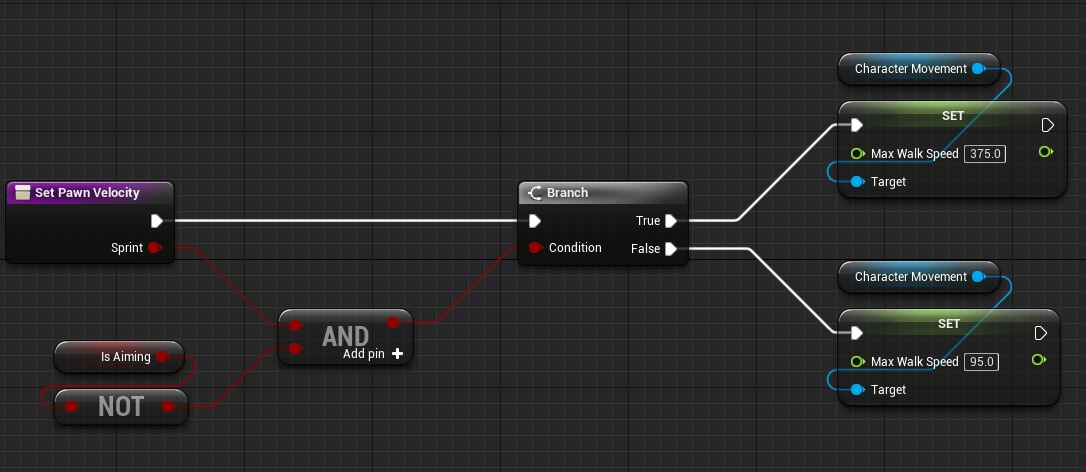 Character Movement
SET
Max Walk Speed 375.0
Target
Set Pawn Velocity
Sprint
Branch
True
Condition
False
Is Aiming
NOT
AND
Add pin
Character Movement
SET
Max Walk Speed 95.0
Target